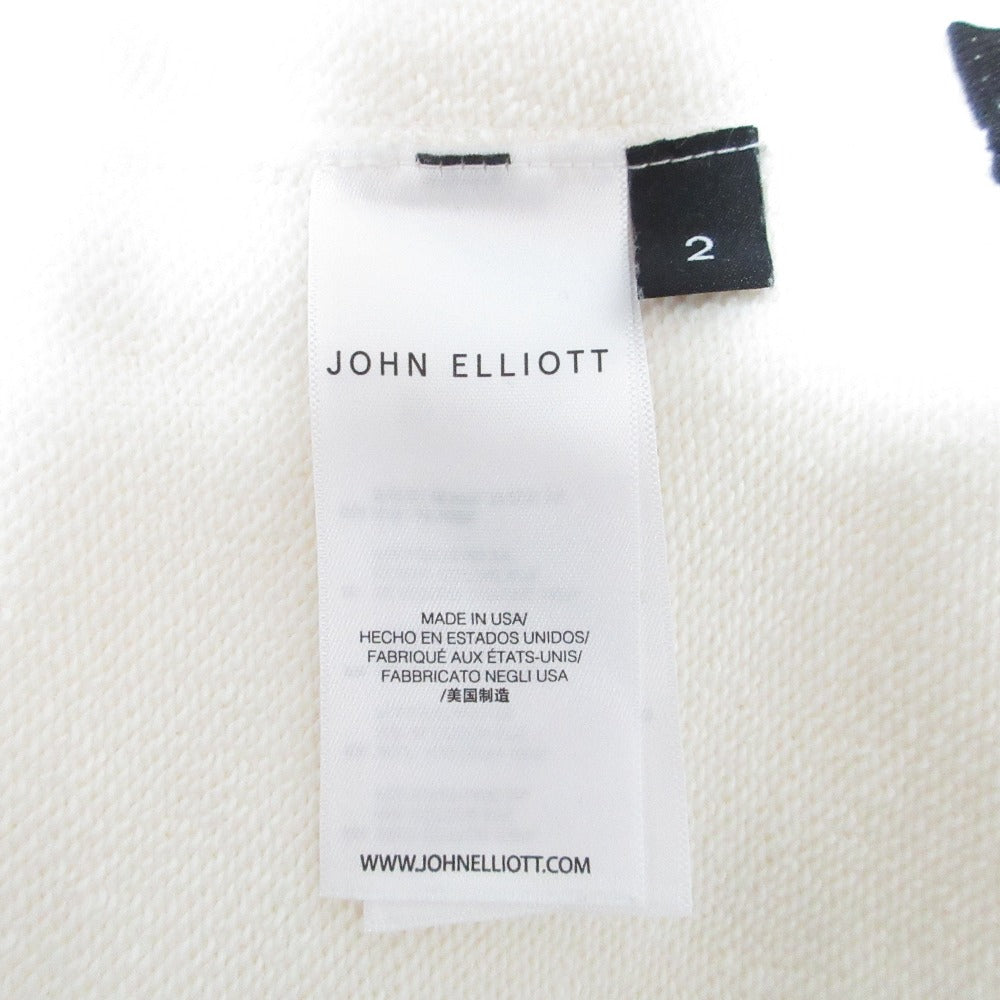 2
JOHN ELLIOTT
MADE IN USA/
HECHO EN ESTADOS UNIDOS/
FABRIQUÉ AUX ÉTATS-UNIS/
FABBRICATO NEGLI USA
/美国制造
WWW.JOHNELLIOTT.COM